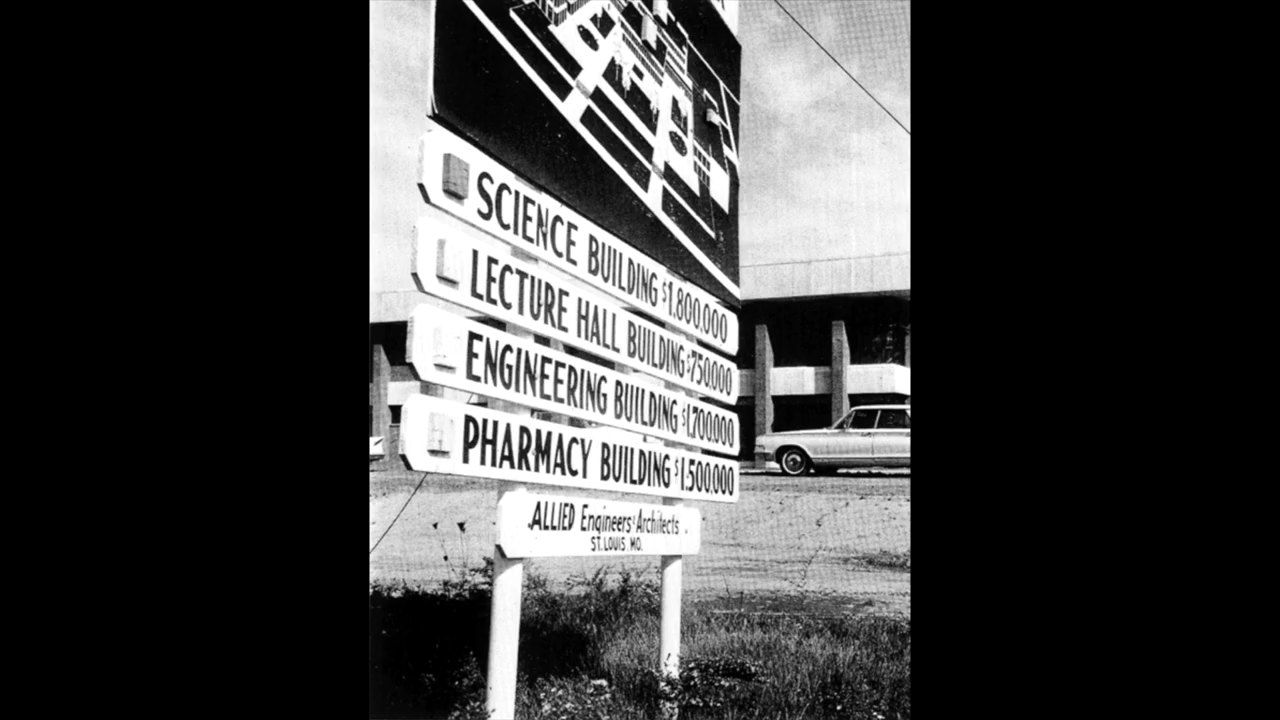 SCIENCE BUILDING $1,800,000
LECTURE HALL BUILDING $750,000
ENGINEERING BUILDING $1,700,000
PHARMACY BUILDING $1,500,000
ALLIED Engineers Architects
ST. LOUIS MO.